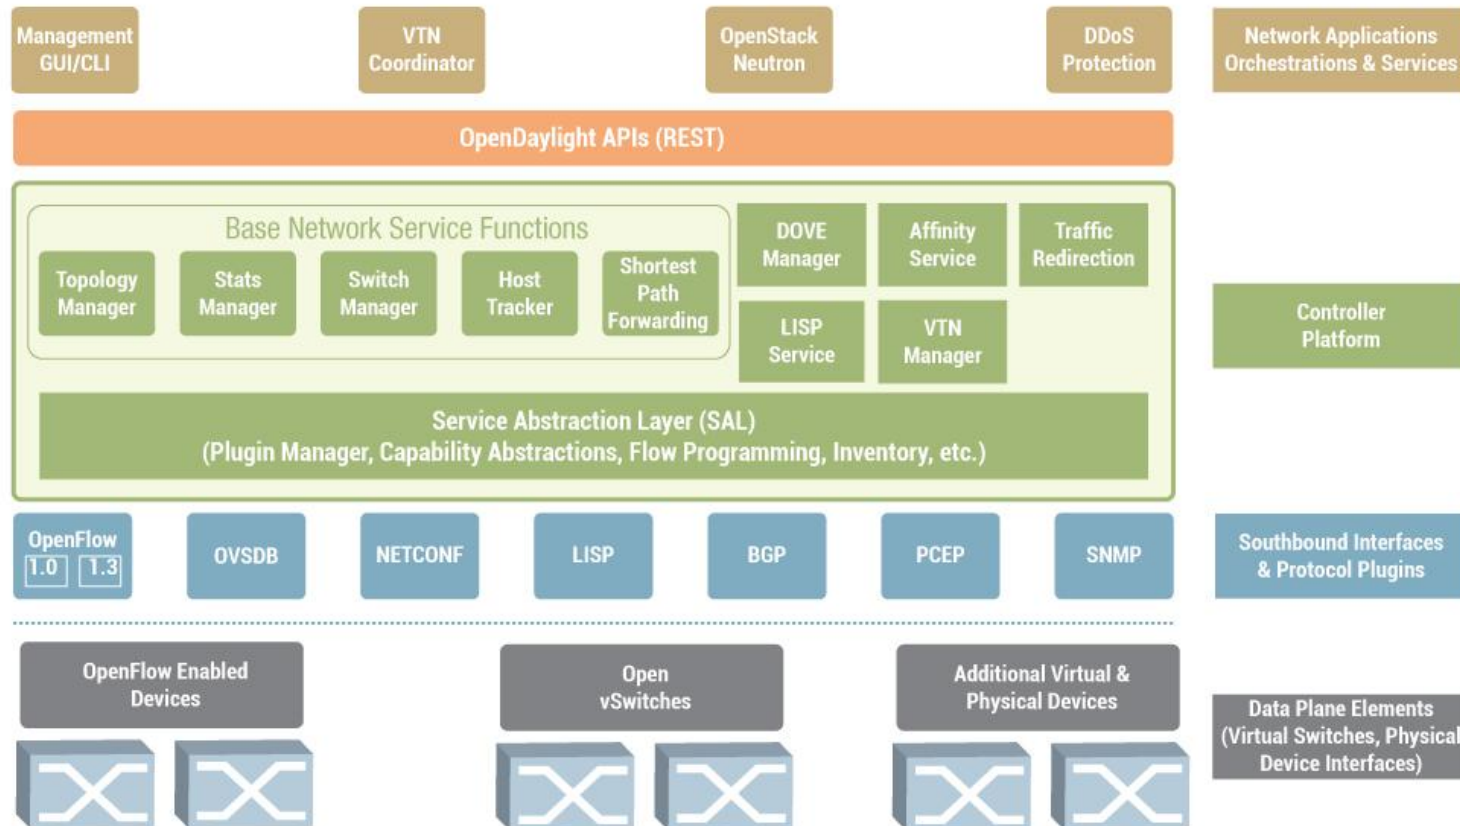 Management
GUI/CLI
VTN
Coordinator
OpenStack
Neutron
DDoS
Protection
Network Applications
Orchestrations & Services
OpenDaylight APIs (REST)
Base Network Service Functions
Topology
Manager
Stats
Manager
Switch
Manager
Host
Tracker
Shortest
Path
Forwarding
DOVE
Manager
Affinity
Service
Traffic
Redirection
LISP
Service
VTN
Manager
Controller
Platform
Service Abstraction Layer (SAL)
(Plugin Manager, Capability Abstractions, Flow Programming, Inventory, etc.)
OpenFlow
1.0 1.3
OVSDB
NETCONF
LISP
BGP
PCEP
SNMP
Southbound Interfaces
& Protocol Plugins
OpenFlow Enabled
Devices
Open
vSwitches
Additional Virtual &
Physical Devices
Data Plane Elements
(Virtual Switches, Physical
Device Interfaces)